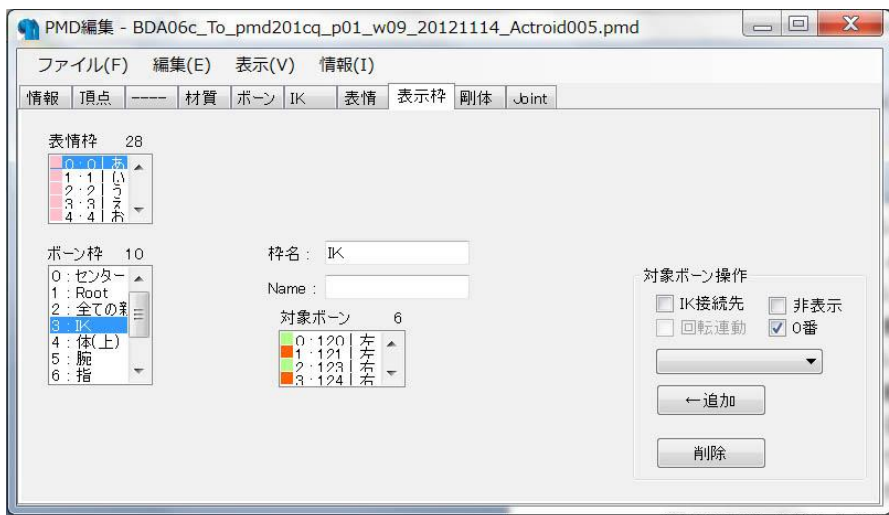 PMD編集 - BDA06c_To_pmd201cq_p01_w09_20121114_Actroid005.pmd
ファイル(F) 編集(E) 表示(V) 情報(I)
情報 頂点 ---- 材質 ボーン IK 表情 表示枠 剛体 Joint
表情枠 28
0:0| あ
1:1| い
2:2| う
3:3| え
4:4| お
ボーン枠 10
0:センター
1:Root
2:全ての
3:IK
4:体(上)
5:腕
6:指
枠名: IK
Name:
対象ボーン 6
0:120| 左
1:121| 左
2:123| 右
3:124| 右
対象ボーン操作
IK接続先 非表示
回転連動 0番
←追加
削除